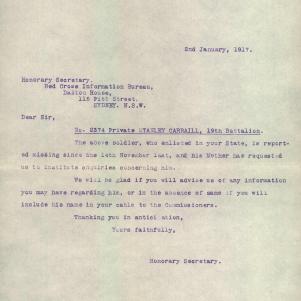 2nd January, 1917.
Honorary Secretary.
Red Cross Information Bureau,
Dalton House,
115 Pitt Street.
SYDNEY. N.S.W.
Dear Sir,
Re- 2374 Private STANLEY CARRAILL, 19th Battalion.
The above soldier, who enlisted in your State, is report-
ed missing since the 14th November last, and his Mother has requested
us to institute enquiries concerning him.
We will be glad if you will advise us of any information
you may have regarding him, or in the absence of same if you will
include his name in your cable to the Commissioners.
Thanking you in anticipation,
Yours faithfully,
Honorary Secretary.